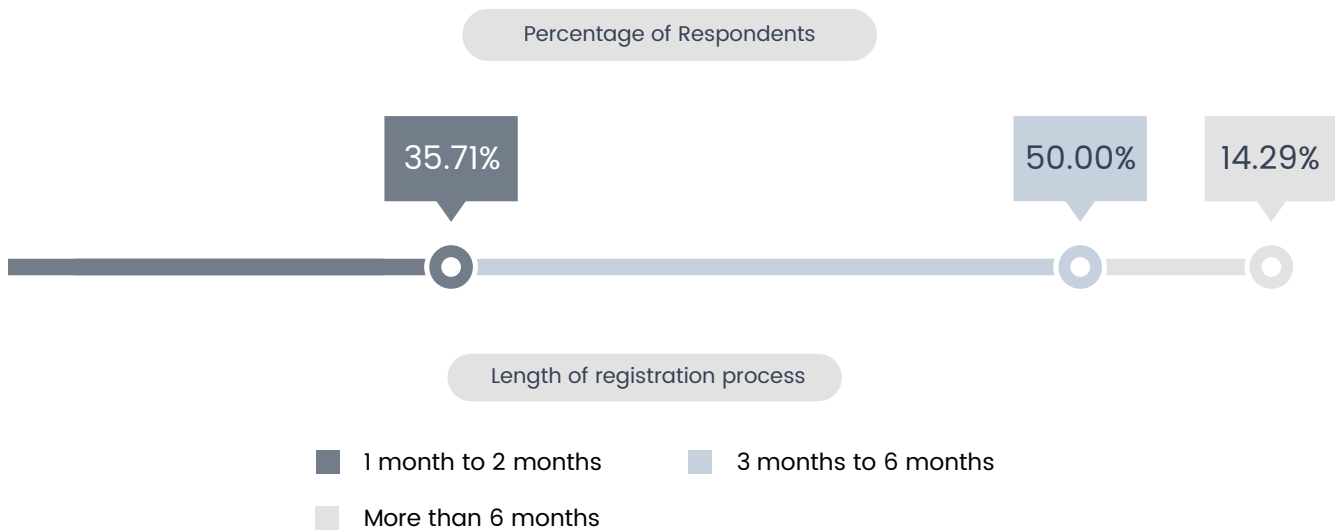 Percentage of Respondents
35.71%
50.00%
14.29%
Length of registration process
1 month to 2 months
3 months to 6 months
More than 6 months